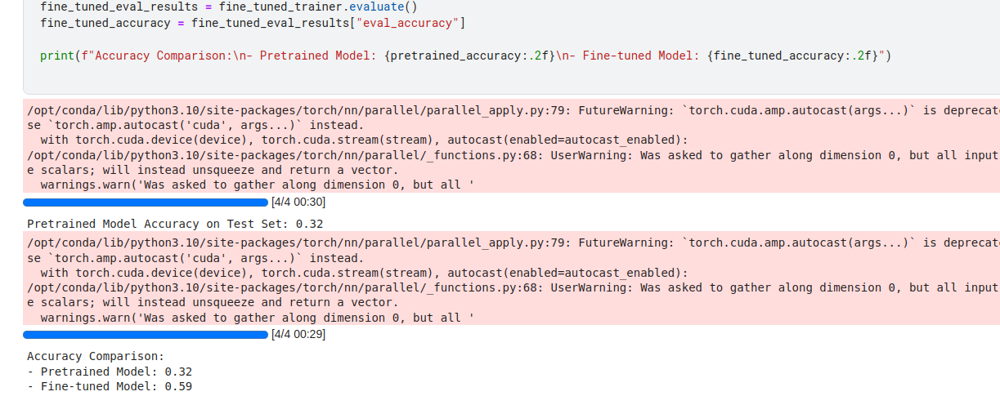 fine_tuned_eval_results = fine_tuned_trainer.evaluate()
fine_tuned_accuracy = fine_tuned_eval_results["eval_accuracy"]
print(f"Accuracy Comparison:\n- Pretrained Model: {pretrained_accuracy:.2f}\n- Fine-tuned Model: {fine_tuned_accuracy:.2f}")
/opt/conda/lib/python3.10/site-packages/torch/nn/parallel/parallel_apply.py:79: FutureWarning: `torch.cuda.amp.autocast(args...)` is deprecat
se `torch.amp.autocast('cuda', args...)` instead.
with torch.cuda.device(device), torch.cuda.stream(stream), autocast(enabled=autocast_enabled):
/opt/conda/lib/python3.10/site-packages/torch/nn/parallel/_functions.py:68: UserWarning: Was asked to gather along dimension 0, but all input
e scalars; will instead unsqueeze and return a vector.
warnings.warn('Was asked to gather along dimension 0, but all '
[4/4 00:30]
Pretrained Model Accuracy on Test Set: 0.32
/opt/conda/lib/python3.10/site-packages/torch/nn/parallel/parallel_apply.py:79: FutureWarning: `torch.cuda.amp.autocast(args...)` is deprecat
se `torch.amp.autocast('cuda', args...)` instead.
with torch.cuda.device(device), torch.cuda.stream(stream), autocast(enabled=autocast_enabled):
/opt/conda/lib/python3.10/site-packages/torch/nn/parallel/_functions.py:68: UserWarning: Was asked to gather along dimension 0, but all input
e scalars; will instead unsqueeze and return a vector.
warnings.warn('Was asked to gather along dimension 0, but all '
[4/4 00:29]
Accuracy Comparison:
- Pretrained Model: 0.32
- Fine-tuned Model: 0.59